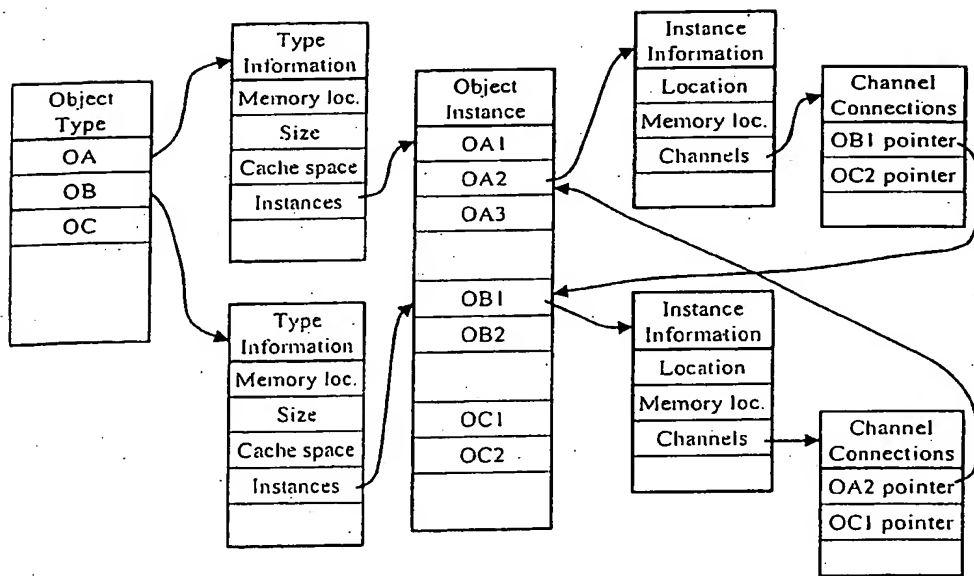 Object
Type
OA
OB
OC
Type
Information
Memory loc.
Size
Cache space
Instances
Type
Information
Memory loc.
Size
Cache space
Instances
Object
Instance
OA1
OA2
OA3
OB1
OB2
OC1
OC2
Instance
Information
Location
Memory loc.
Channels
Instance
Information
Location
Memory loc.
Channels
Channel
Connections
OB1 pointer
OC2 pointer
Channel
Connections
OA2 pointer
OC1 pointer